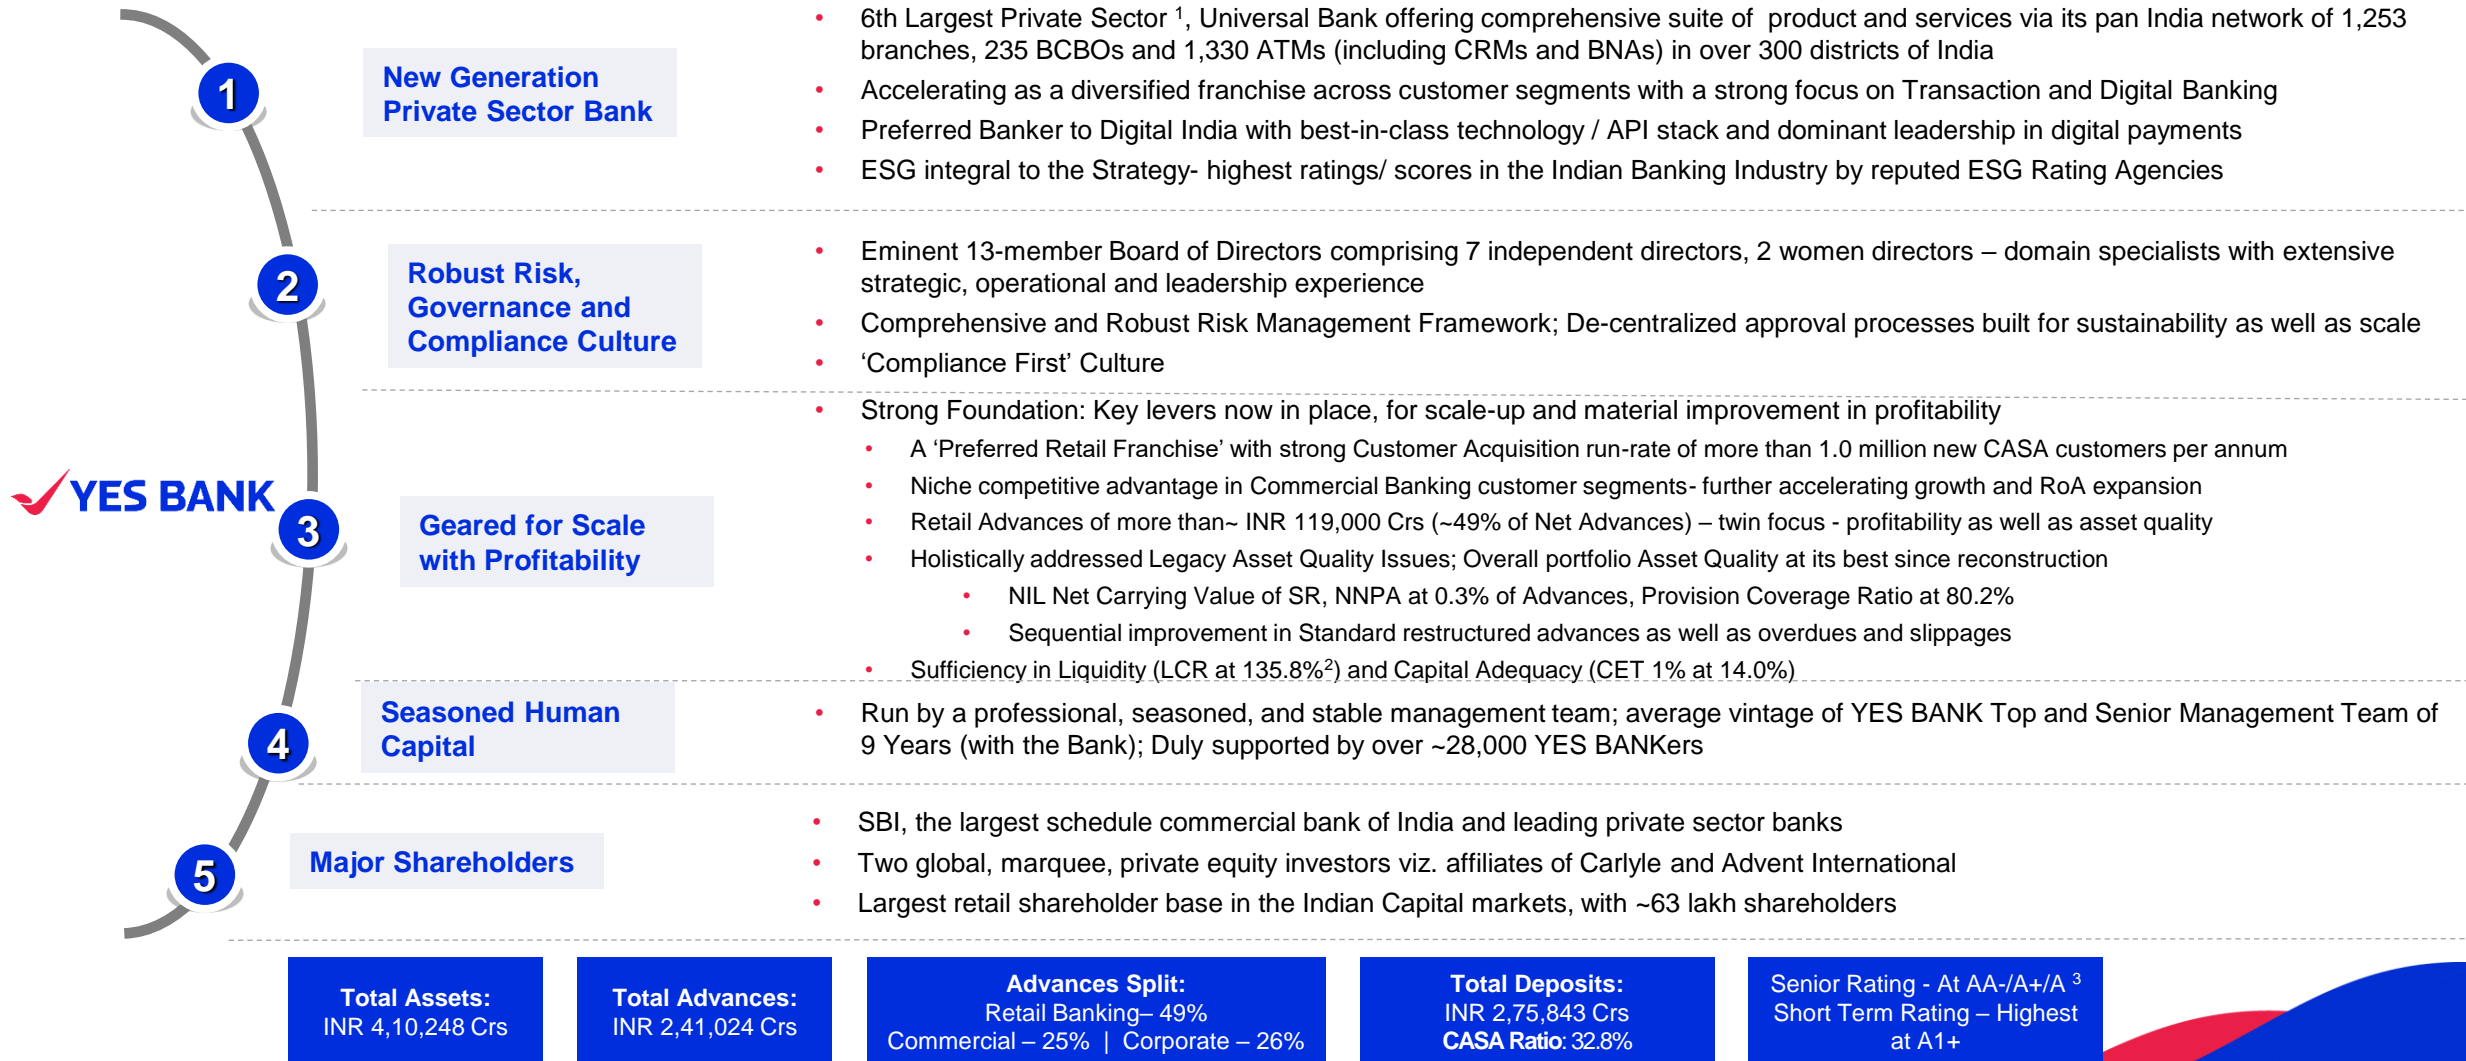 6th Largest Private Sector 1, Universal Bank offering comprehensive suite of product and services via its pan India network of 1,253
branches, 235 BCBOs and 1,330 ATMs (including CRMs and BNAs) in over 300 districts of India
1
New Generation
Private Sector Bank
Accelerating as a diversified franchise across customer segments with a strong focus on Transaction and Digital Banking
Preferred Banker to Digital India with best-in-class technology / API stack and dominant leadership in digital payments
ESG integral to the Strategy- highest ratings/ scores in the Indian Banking Industry by reputed ESG Rating Agencies
2
Robust Risk,
Governance and
Compliance Culture
Eminent 13-member Board of Directors comprising 7 independent directors, 2 women directors – domain specialists with extensive
strategic, operational and leadership experience
Comprehensive and Robust Risk Management Framework; De-centralized approval processes built for sustainability as well as scale
‘Compliance First’ Culture
YES BANK
3
Geared for Scale
with Profitability
Strong Foundation: Key levers now in place, for scale-up and material improvement in profitability
A ‘Preferred Retail Franchise’ with strong Customer Acquisition run-rate of more than 1.0 million new CASA customers per annum
Niche competitive advantage in Commercial Banking customer segments- further accelerating growth and RoA expansion
Retail Advances of more than~ INR 119,000 Crs (~49% of Net Advances) – twin focus - profitability as well as asset quality
Holistically addressed Legacy Asset Quality Issues; Overall portfolio Asset Quality at its best since reconstruction
NIL Net Carrying Value of SR, NNPA at 0.3% of Advances, Provision Coverage Ratio at 80.2%
Sequential improvement in Standard restructured advances as well as overdues and slippages
Sufficiency in Liquidity (LCR at 135.8%2) and Capital Adequacy (CET 1% at 14.0%)
4
Seasoned Human
Capital
Run by a professional, seasoned, and stable management team; average vintage of YES BANK Top and Senior Management Team of
9 Years (with the Bank); Duly supported by over ~28,000 YES BANKers
5
Major Shareholders
SBI, the largest schedule commercial bank of India and leading private sector banks
Two global, marquee, private equity investors viz. affiliates of Carlyle and Advent International
Largest retail shareholder base in the Indian Capital markets, with ~63 lakh shareholders
Total Assets:
INR 4,10,248 Crs
Total Advances:
INR 2,41,024 Crs
Advances Split:
Retail Banking– 49%
Commercial – 25% | Corporate – 26%
Total Deposits:
INR 2,75,843 Crs
CASA Ratio: 32.8%
Senior Rating - At AA-/A+/A 3
Short Term Rating – Highest
at A1+